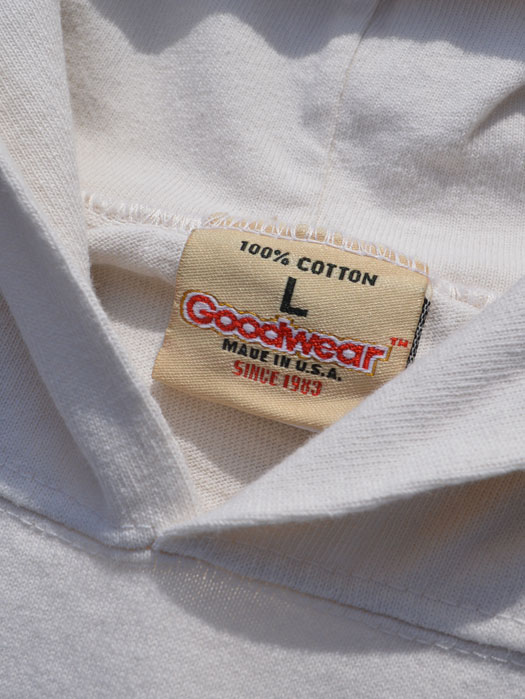 100% COTTON
L
Goodwear™
MADE IN U.S.A.
SINCE 1983